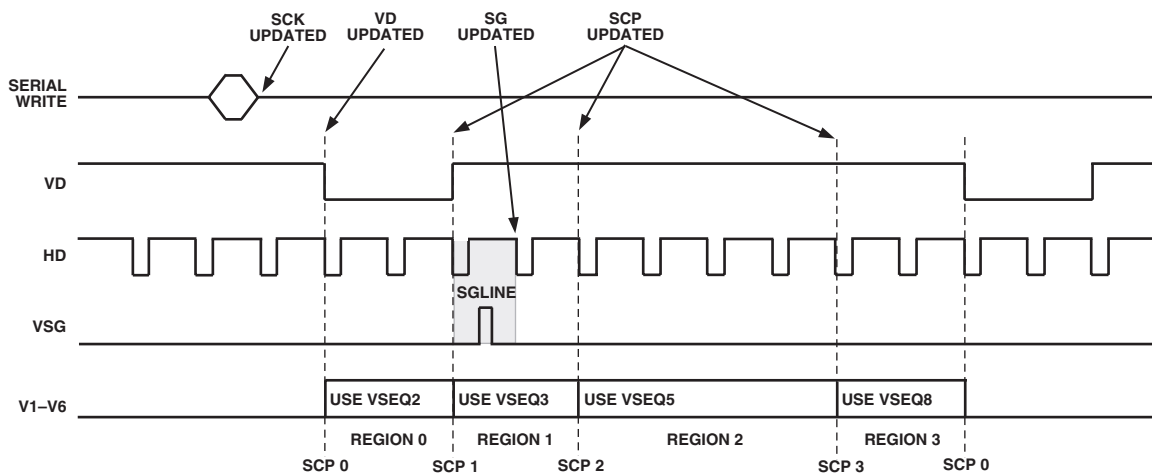 SCK
UPDATED
VD
UPDATED
SG
UPDATED
SCP
UPDATED
SERIAL
WRITE
VD
HD
SGLINE
VSG
V1–V6
USE VSEQ2
USE VSEQ3
USE VSEQ5
USE VSEQ8
REGION 0
REGION 1
REGION 2
REGION 3
SCP 0
SCP 1
SCP 2
SCP 3
SCP 0